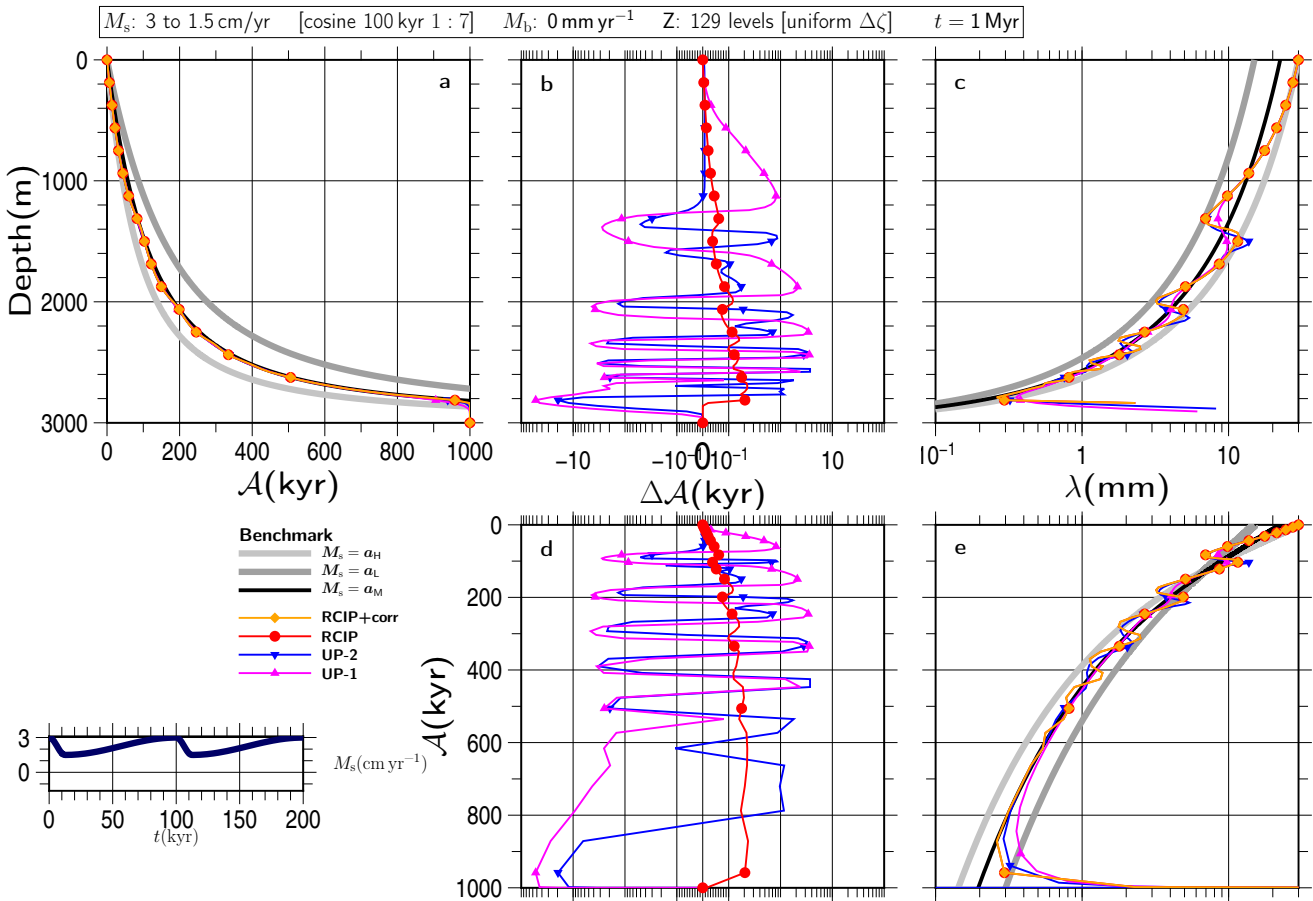 Mₛ: 3 to 1.5 cm/yr [cosine 100 kyr 1 : 7] M_b: 0 mm yr⁻¹ Z: 129 levels [uniform Δζ] t = 1 Myr
a
b
c
0
1000
2000
3000
Depth(m)
0 200 400 600 800 1000
𝒜(kyr)
−10 −10⁻¹ 0 10⁻¹ 10
Δ𝒜(kyr)
10⁻¹ 1 10
λ(mm)
Benchmark
Mₛ = a_H
Mₛ = a_L
Mₛ = a_M
RCIP+corr
RCIP
UP-2
UP-1
3
0
Mₛ(cm yr⁻¹)
0 50 100 150 200
t(kyr)
d
e
0
200
400
600
800
1000
𝒜(kyr)